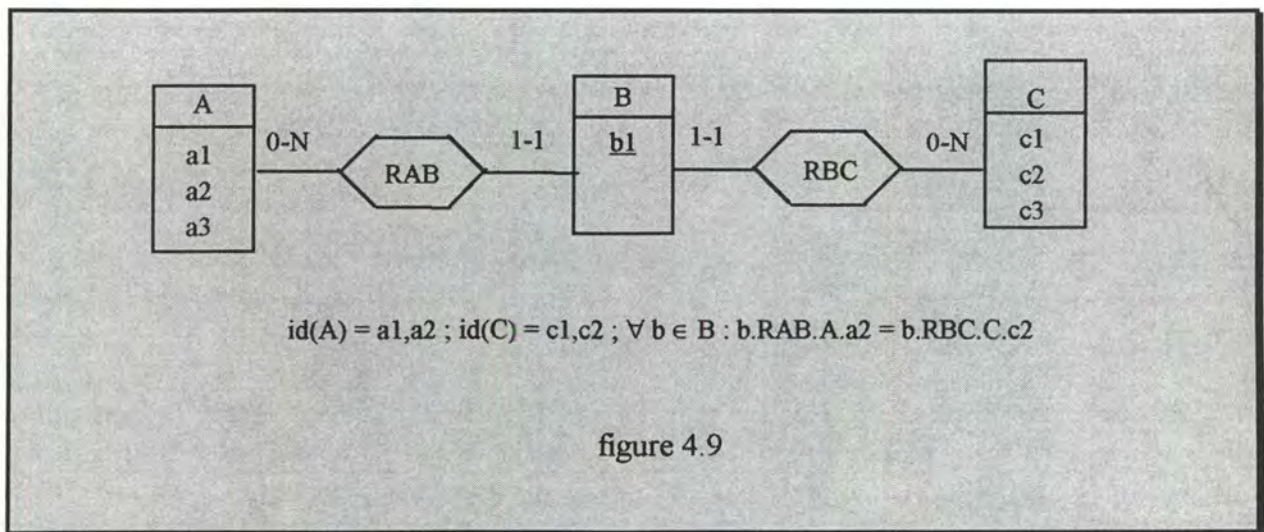 A
a1
a2
a3
0-N
RAB
1-1
B
b1
1-1
RBC
0-N
C
c1
c2
c3
id(A) = a1,a2 ; id(C) = c1,c2 ; ∀ b ∈ B : b.RAB.A.a2 = b.RBC.C.c2
figure 4.9